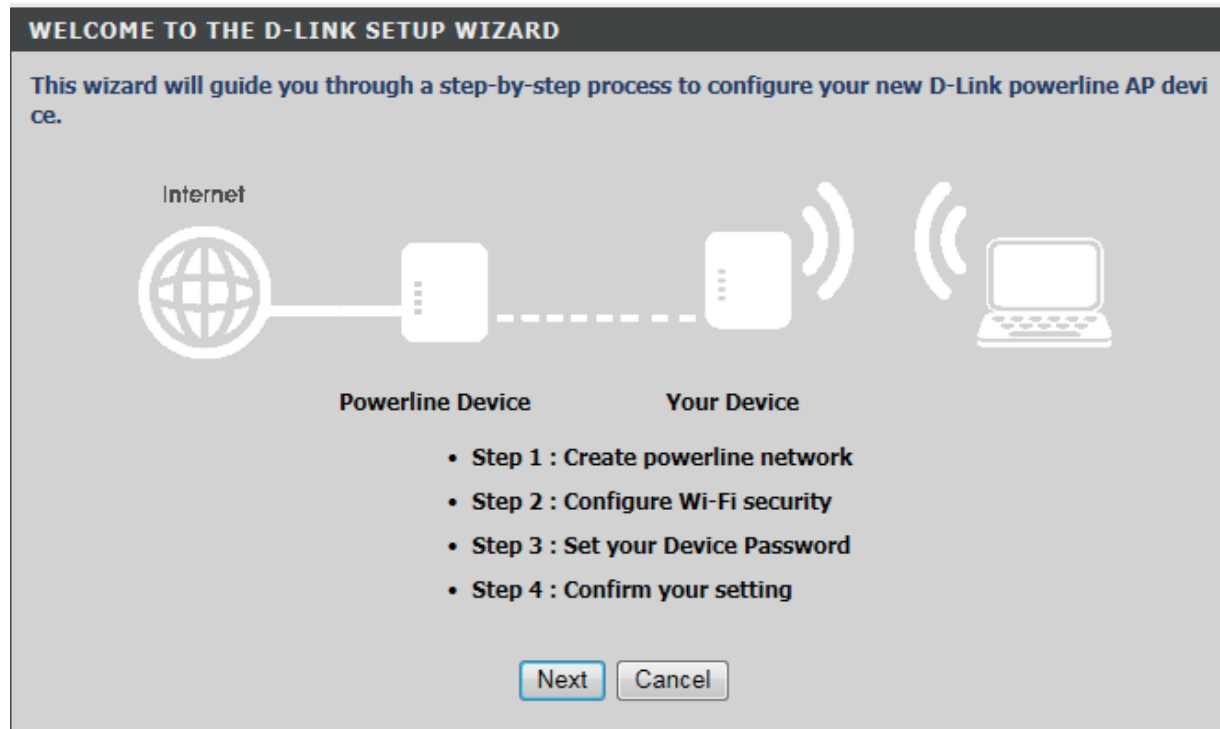 WELCOME TO THE D-LINK SETUP WIZARD
This wizard will guide you through a step-by-step process to configure your new D-Link powerline AP devi
ce.
Internet
Powerline Device Your Device
• Step 1 : Create powerline network
• Step 2 : Configure Wi-Fi security
• Step 3 : Set your Device Password
• Step 4 : Confirm your setting
Next Cancel